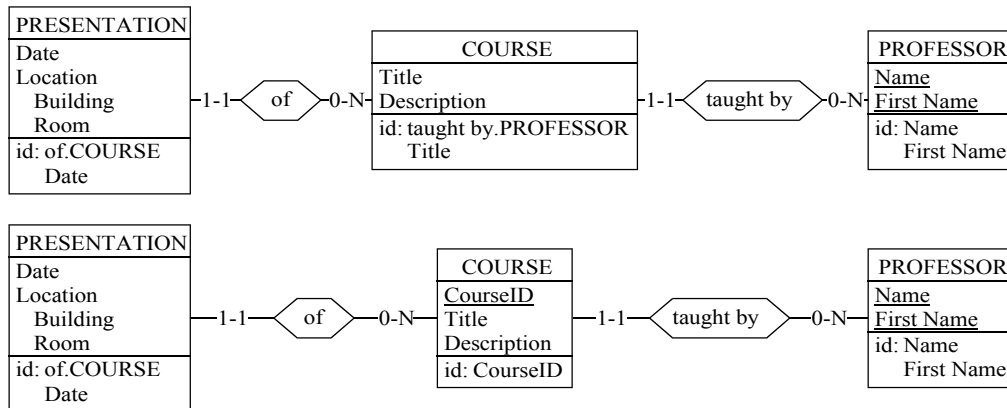 PRESENTATION
Date
Location
Building
Room
id: of.COURSE
Date
1-1
of
0-N
COURSE
Title
Description
id: taught by.PROFESSOR
Title
1-1
taught by
0-N
PROFESSOR
Name
First Name
id: Name
First Name
PRESENTATION
Date
Location
Building
Room
id: of.COURSE
Date
1-1
of
0-N
COURSE
CourseID
Title
Description
id: CourseID
1-1
taught by
0-N
PROFESSOR
Name
First Name
id: Name
First Name